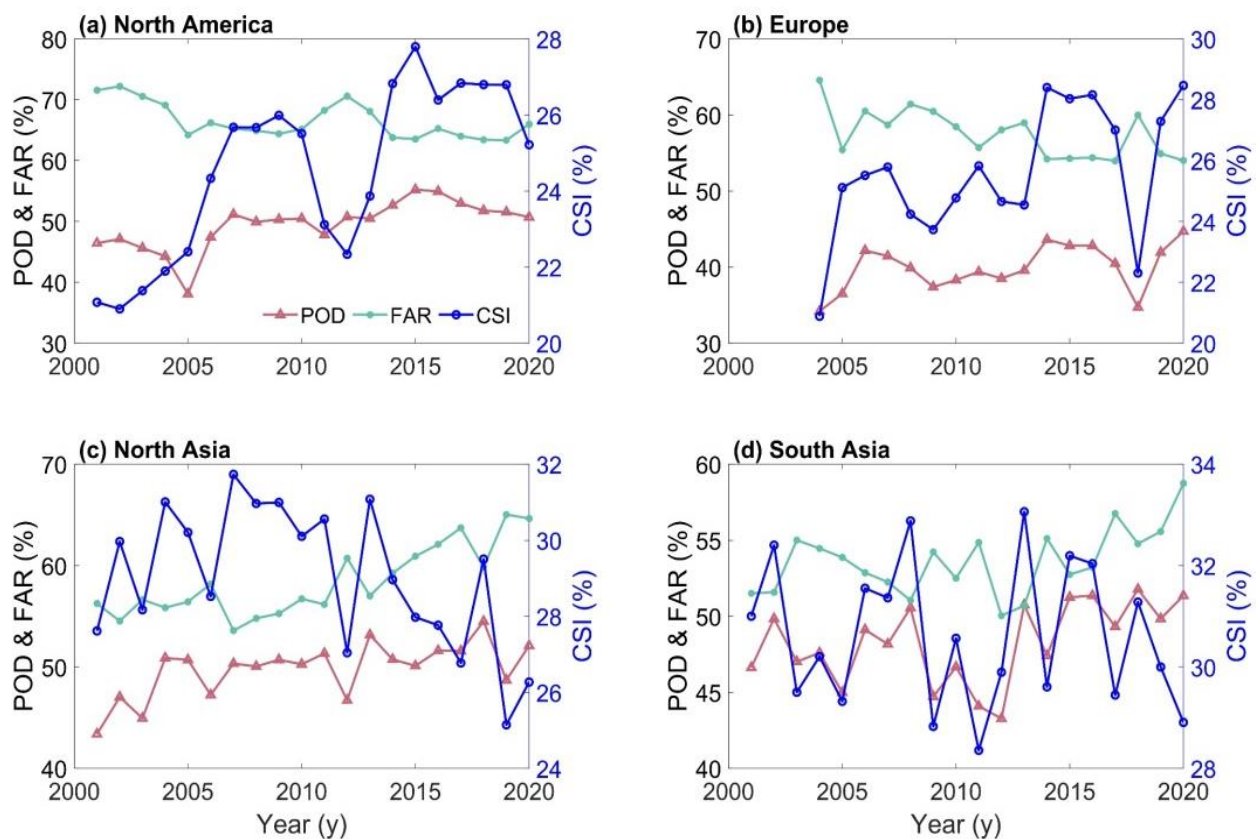 (a) North America
80
70
60
50
40
30
POD & FAR (%)
28
26
24
22
20
CSI (%)
POD FAR CSI
2000 2005 2010 2015 2020
(b) Europe
70
60
50
40
30
POD & FAR (%)
30
28
26
24
22
20
CSI (%)
2000 2005 2010 2015 2020
(c) North Asia
70
60
50
40
POD & FAR (%)
32
30
28
26
24
CSI (%)
2000 2005 2010 2015 2020
Year (y)
(d) South Asia
60
55
50
45
40
POD & FAR (%)
34
32
30
28
CSI (%)
2000 2005 2010 2015 2020
Year (y)